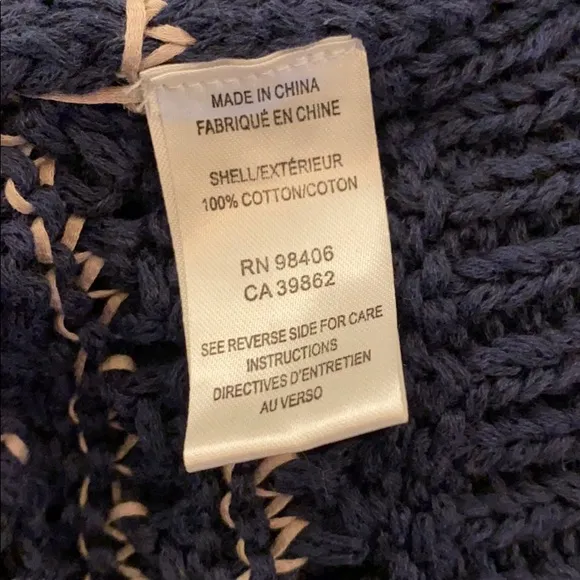 MADE IN CHINA
FABRIQUÉ EN CHINE
SHELL/EXTÉRIEUR
100% COTTON/COTON
RN 98406
CA 39862
SEE REVERSE SIDE FOR CARE
INSTRUCTIONS
DIRECTIVES D'ENTRETIEN
AU VERSO